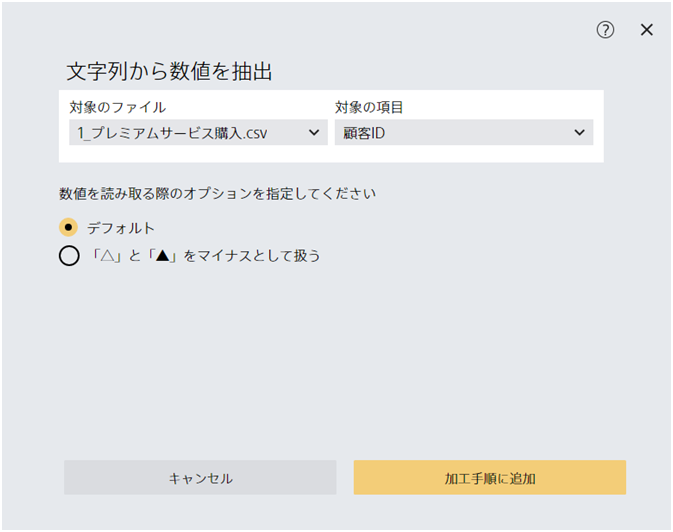 ?
文字列から数値を抽出
対象のファイル 対象の項目
1_プレミアムサービス購入.csv 顧客ID
数値を読み取る際のオプションを指定してください
デフォルト
「△」と「▲」をマイナスとして扱う
キャンセル 加工手順に追加